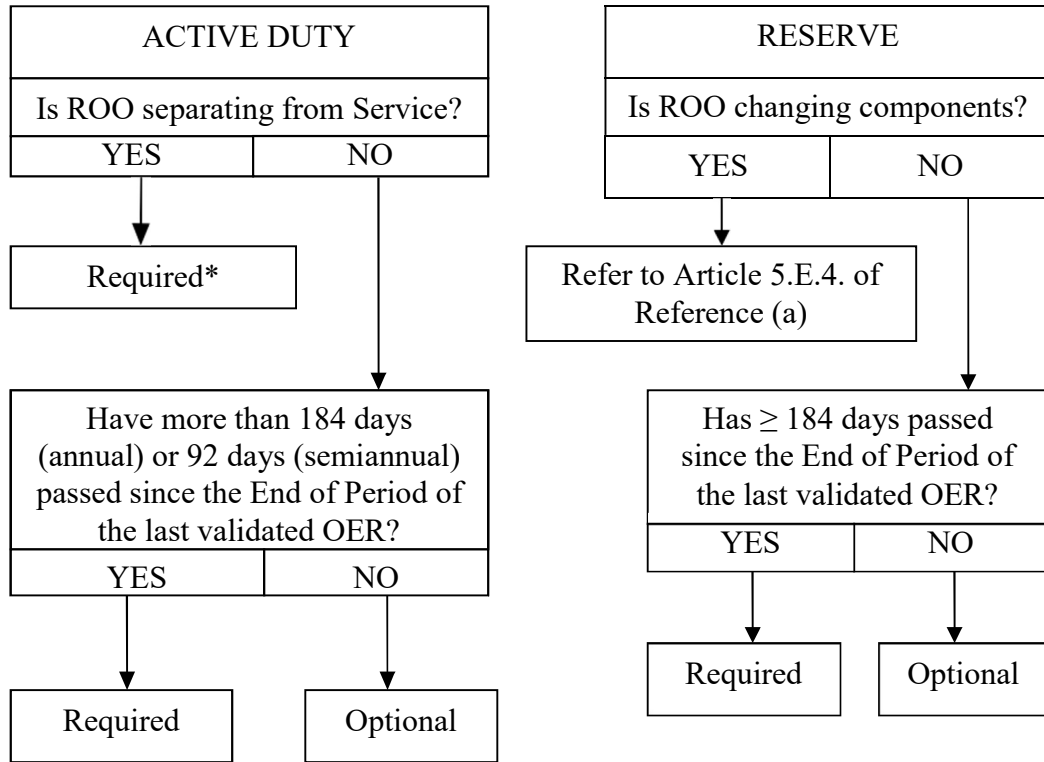 ACTIVE DUTY
Is ROO separating from Service?
YES
NO
Required*
Have more than 184 days
(annual) or 92 days (semiannual)
passed since the End of Period of
the last validated OER?
YES
NO
Required
Optional
RESERVE
Is ROO changing components?
YES
NO
Refer to Article 5.E.4. of
Reference (a)
Has ≥ 184 days passed
since the End of Period of
the last validated OER?
YES
NO
Required
Optional